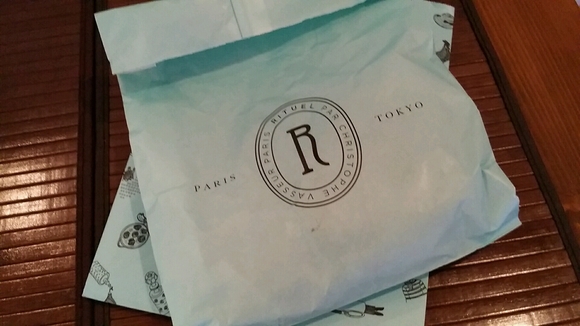 PARIS
RITUEL PAR CHRISTOPHE VASSEUR PARIS
R
TOKYO